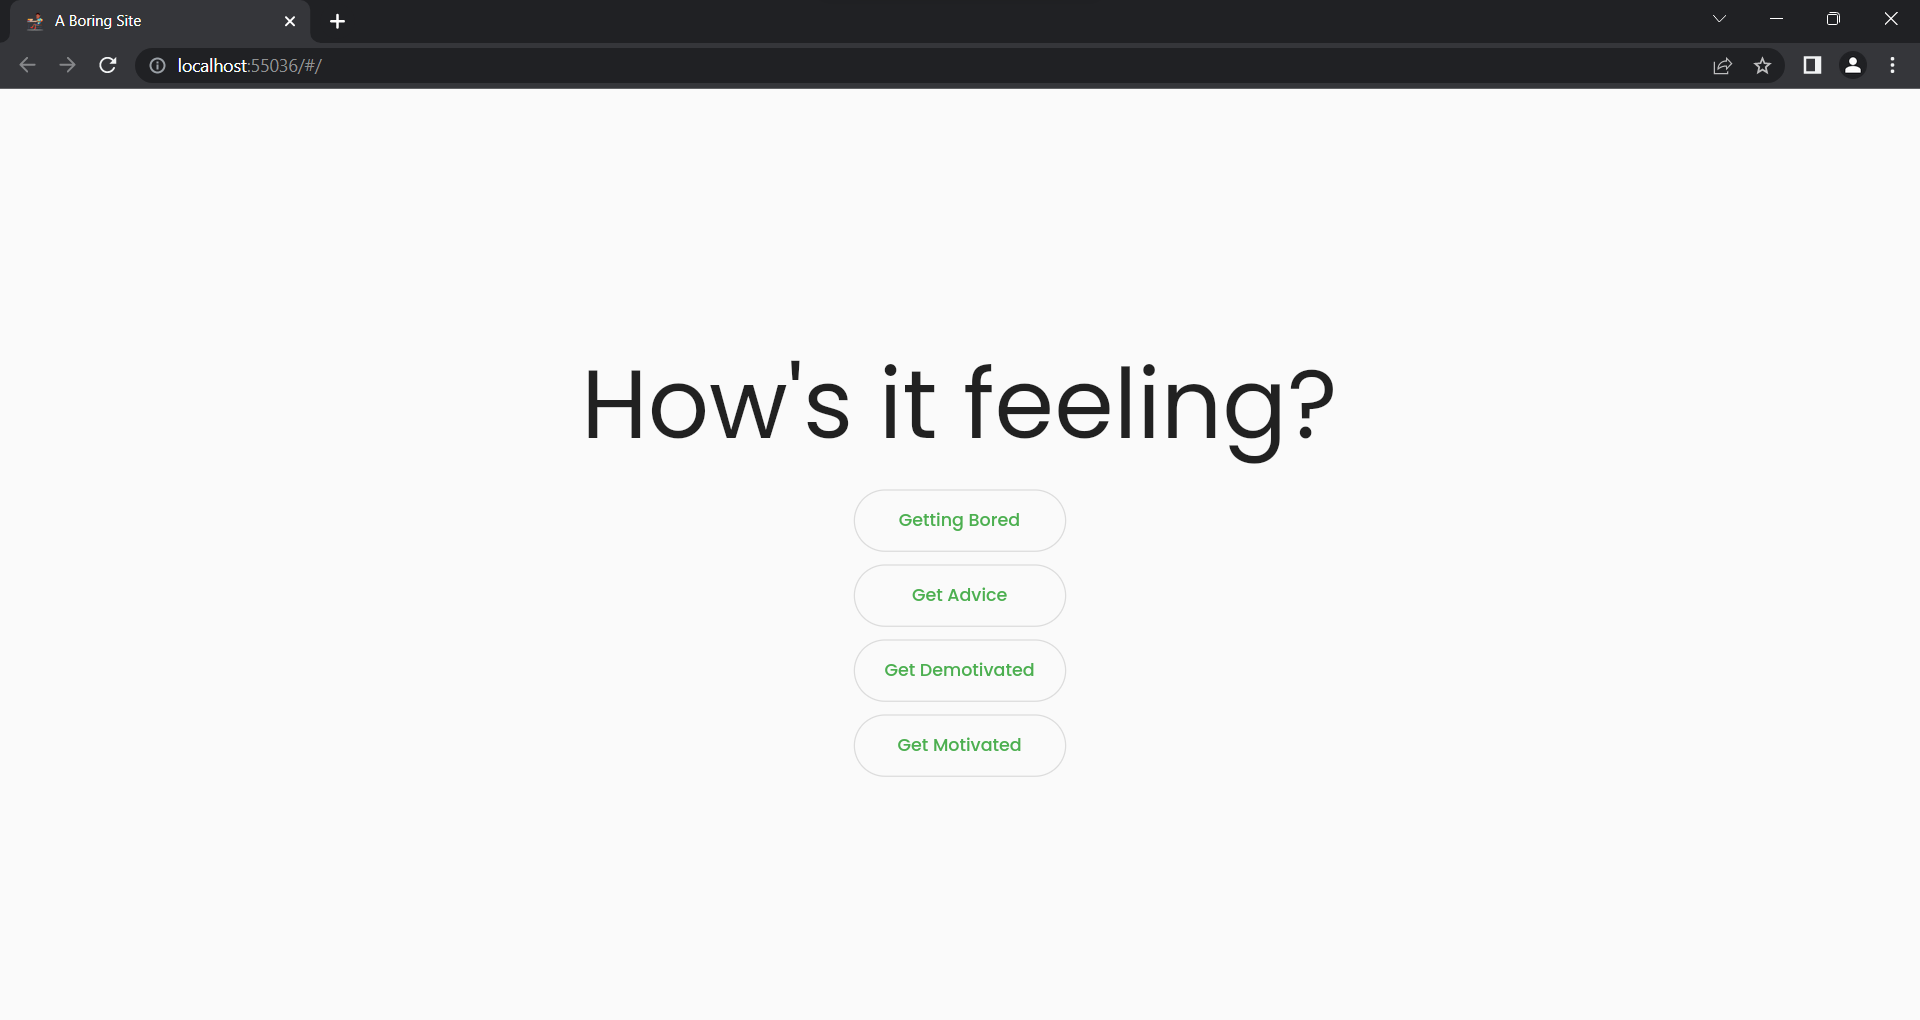 A Boring Site
localhost:55036/#/
How's it feeling?
Getting Bored
Get Advice
Get Demotivated
Get Motivated